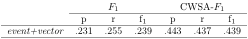 F₁ CWSA-F₁
p r f₁ p r f₁
event+vector .231 .255 .239 .443 .437 .439